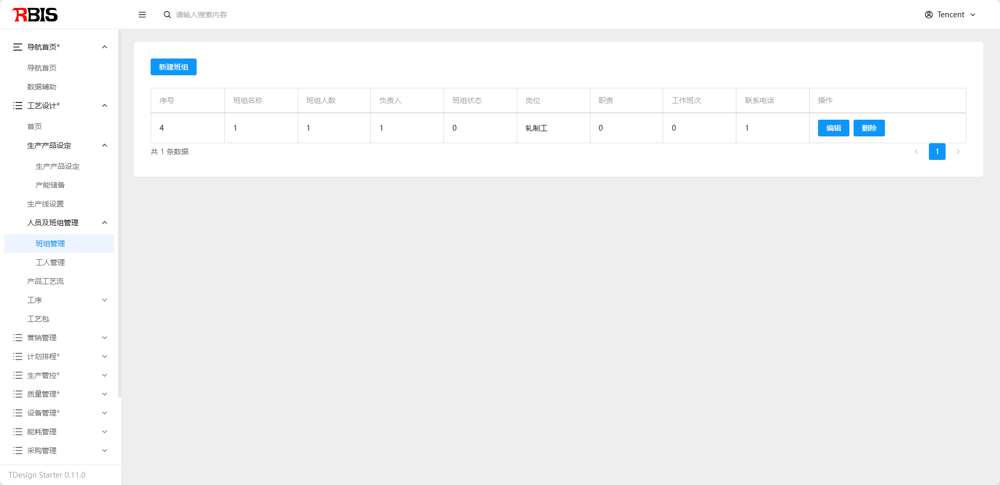 RBIS
请输入搜索内容
Tencent
导航首页*
导航首页
数据辅助
工艺设计*
首页
生产产品设定
生产产品设定
产能储备
生产线设置
人员及班组管理
班组管理
工人管理
产品工艺流
工序
工艺包
营销管理
计划排程*
生产管控*
质量管理*
设备管理*
能耗管理
采购管理
TDesign Starter 0.11.0
新建班组
序号 班组名称 班组人数 负责人 班组状态 岗位 职责 工作班次 联系电话 操作
4 1 1 1 0 轧制工 0 0 1 编辑 删除
共 1 条数据
1